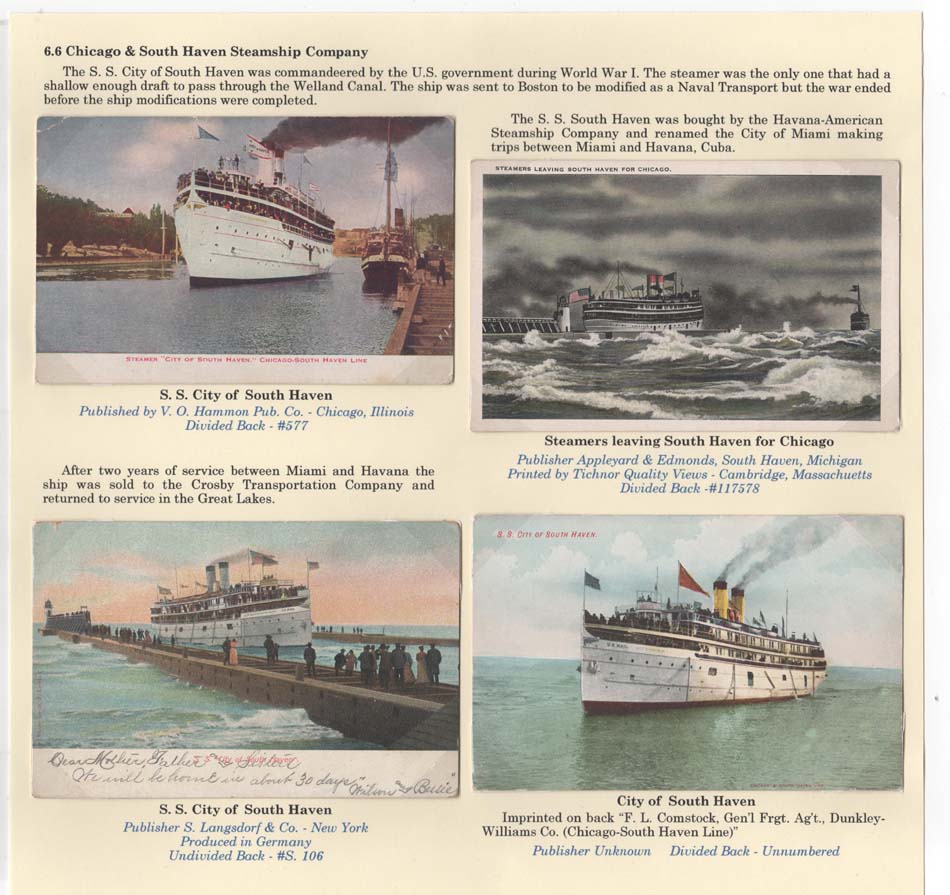 6.6 Chicago & South Haven Steamship Company
The S. S. City of South Haven was commandeered by the U.S. government during World War I. The steamer was the only one that had a
shallow enough draft to pass through the Welland Canal. The ship was sent to Boston to be modified as a Naval Transport but the war ended
before the ship modifications were completed.
The S. S. South Haven was bought by the Havana-American
Steamship Company and renamed the City of Miami making
trips between Miami and Havana, Cuba.
STEAMER "CITY OF SOUTH HAVEN." CHICAGO-SOUTH HAVEN LINE
S. S. City of South Haven
Published by V. O. Hammon Pub. Co. - Chicago, Illinois
Divided Back - #577
STEAMERS LEAVING SOUTH HAVEN FOR CHICAGO.
Steamers leaving South Haven for Chicago
Publisher Appleyard & Edmonds, South Haven, Michigan
Printed by Tichnor Quality Views - Cambridge, Massachuetts
Divided Back -#117578
After two years of service between Miami and Havana the
ship was sold to the Crosby Transportation Company and
returned to service in the Great Lakes.
S. S. "City of South Haven".
Dear Mother, Father & Sister
We will be home in about 30 days"
Wilson &
S. S. City of South Haven
Publisher S. Langsdorf & Co. - New York
Produced in Germany
Undivided Back - #S. 106
S. S. CITY OF SOUTH HAVEN.
City of South Haven
Imprinted on back “F. L. Comstock, Gen'l Frgt. Ag't., Dunkley-
Williams Co. (Chicago-South Haven Line)”
Publisher Unknown Divided Back - Unnumbered